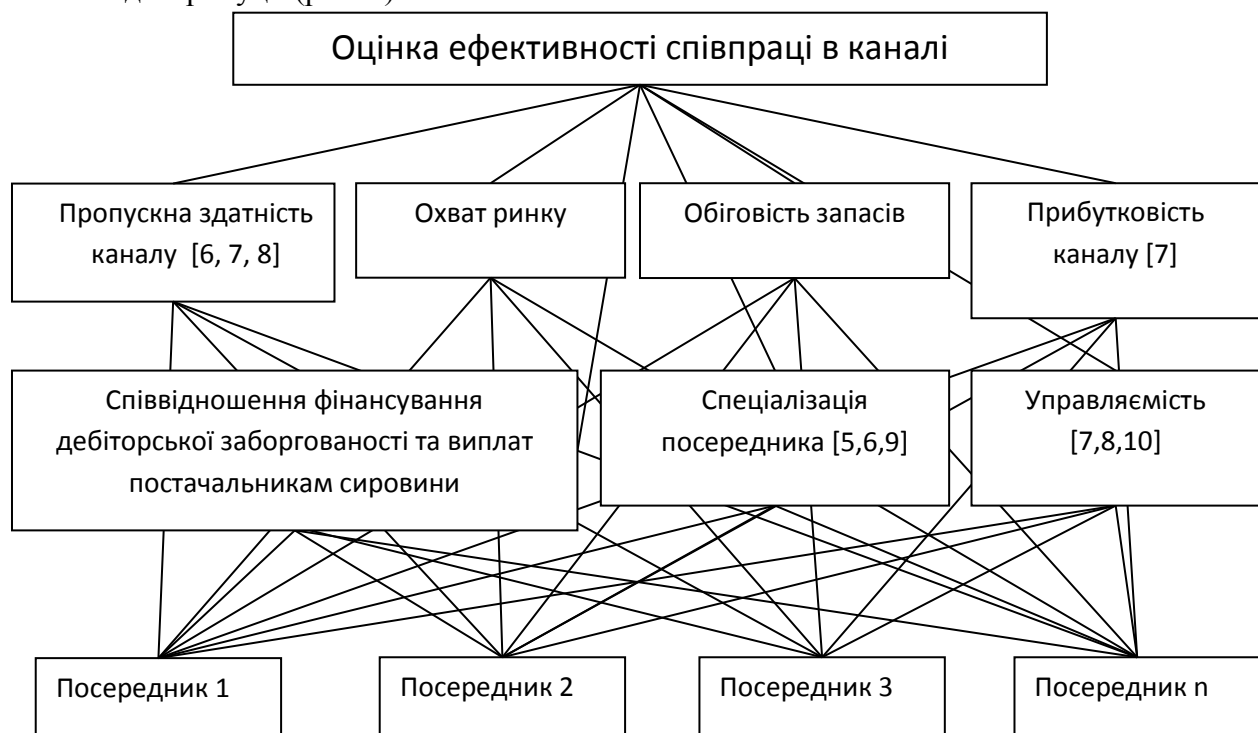 Оцінка ефективності співпраці в каналі
Пропускна здатність
каналу [6, 7, 8]
Охват ринку
Обіговість запасів
Прибутковість
каналу [7]
Співвідношення фінансування
дебіторської заборгованості та виплат
постачальникам сировини
Спеціалізація
посередника [5,6,9]
Управляємість
[7,8,10]
Посередник 1
Посередник 2
Посередник 3
Посередник n